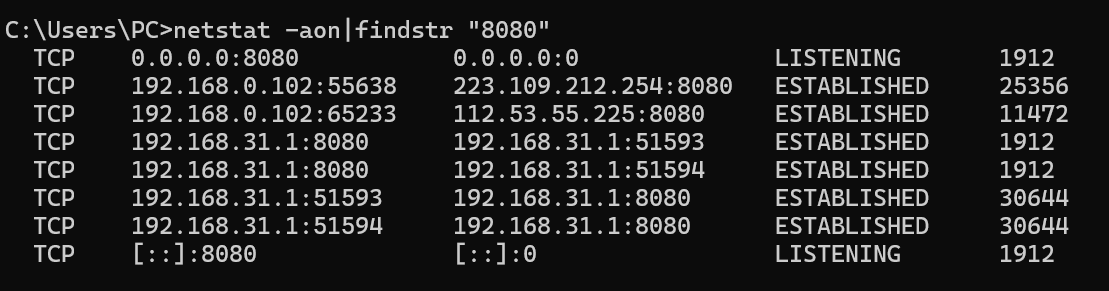 C:\Users\PC>netstat -aon|findstr "8080"
TCP 0.0.0.0:8080 0.0.0.0:0 LISTENING 1912
TCP 192.168.0.102:55638 223.109.212.254:8080 ESTABLISHED 25356
TCP 192.168.0.102:65233 112.53.55.225:8080 ESTABLISHED 11472
TCP 192.168.31.1:8080 192.168.31.1:51593 ESTABLISHED 1912
TCP 192.168.31.1:8080 192.168.31.1:51594 ESTABLISHED 1912
TCP 192.168.31.1:51593 192.168.31.1:8080 ESTABLISHED 30644
TCP 192.168.31.1:51594 192.168.31.1:8080 ESTABLISHED 30644
TCP [::]:8080 [::]:0 LISTENING 1912